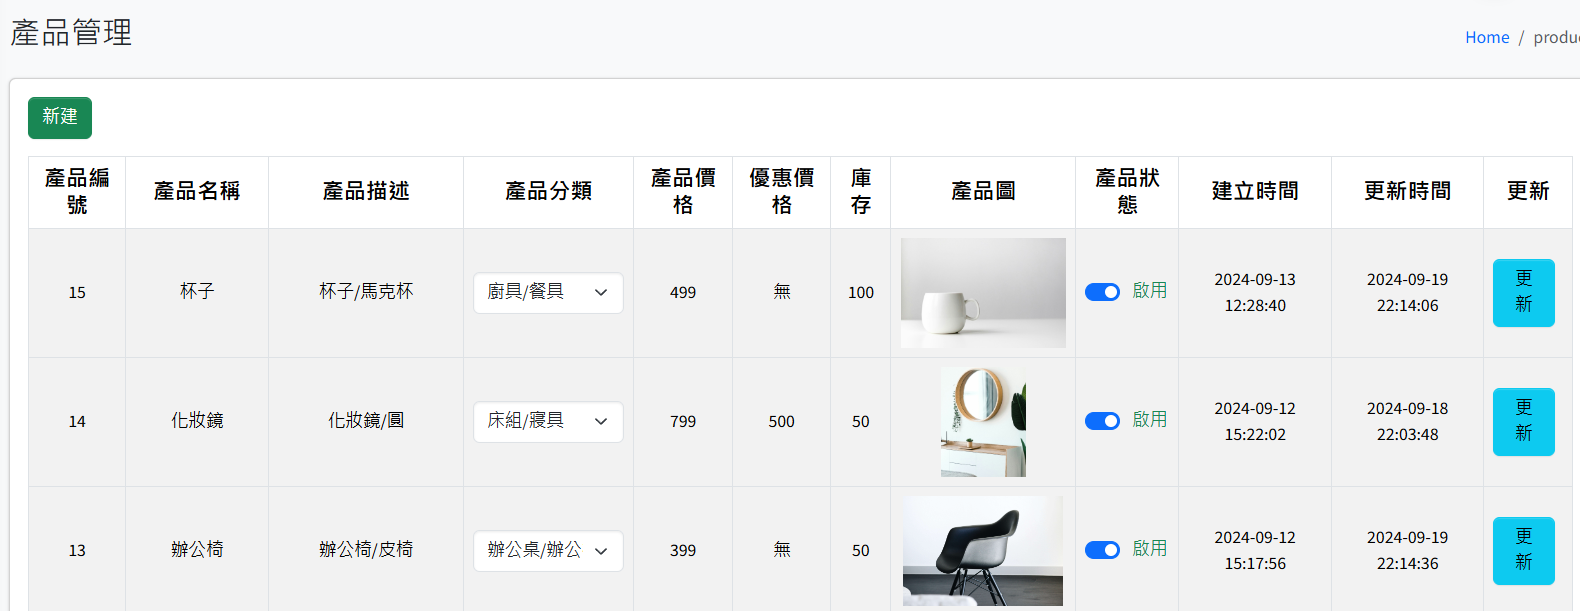 產品管理
Home / produ
新建
產品編號 產品名稱 產品描述 產品分類 產品價格 優惠價格 庫存 產品圖 產品狀態 建立時間 更新時間 更新
15 杯子 杯子/馬克杯 廚具/餐具 499 無 100 啟用 2024-09-13 12:28:40 2024-09-19 22:14:06 更新
14 化妝鏡 化妝鏡/圓 床組/寢具 799 500 50 啟用 2024-09-12 15:22:02 2024-09-18 22:03:48 更新
13 辦公椅 辦公椅/皮椅 辦公桌/辦公 399 無 50 啟用 2024-09-12 15:17:56 2024-09-19 22:14:36 更新